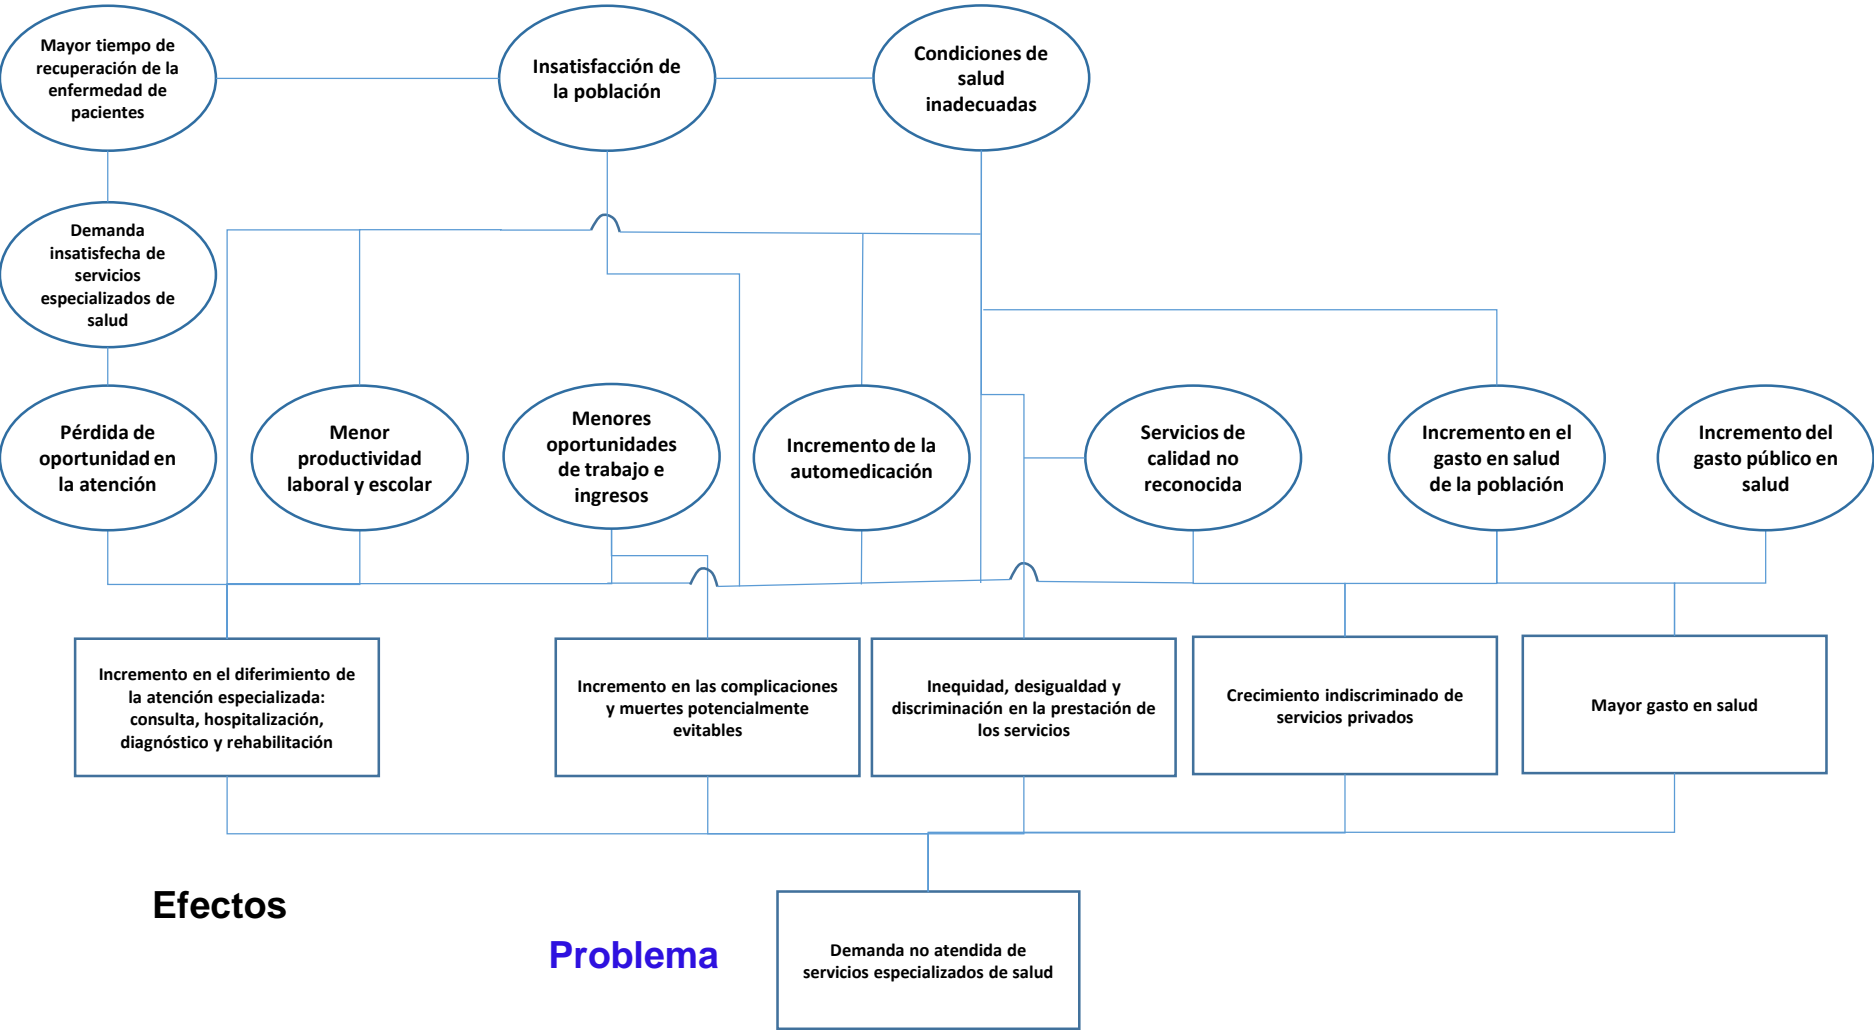 Mayor tiempo de
recuperación de la
enfermedad de
pacientes
Insatisfacción de
la población
Condiciones de
salud
inadecuadas
Demanda
insatisfecha de
servicios
especializados de
salud
Pérdida de
oportunidad en
la atención
Menor
productividad
laboral y escolar
Menores
oportunidades
de trabajo e
ingresos
Incremento de la
automedicación
Servicios de
calidad no
reconocida
Incremento en el
gasto en salud
de la población
Incremento del
gasto público en
salud
Incremento en el diferimiento de
la atención especializada:
consulta, hospitalización,
diagnóstico y rehabilitación
Incremento en las complicaciones
y muertes potencialmente
evitables
Inequidad, desigualdad y
discriminación en la prestación de
los servicios
Crecimiento indiscriminado de
servicios privados
Mayor gasto en salud
Efectos
Problema
Demanda no atendida de
servicios especializados de salud